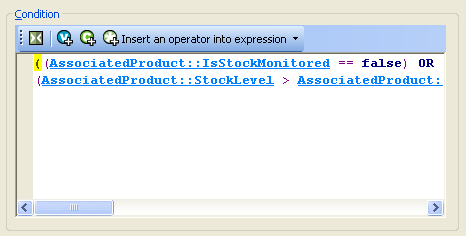 Condition
Insert an operator into expression
((AssociatedProduct::IsStockMonitored == false) OR
(AssociatedProduct::StockLevel > AssociatedProduct: